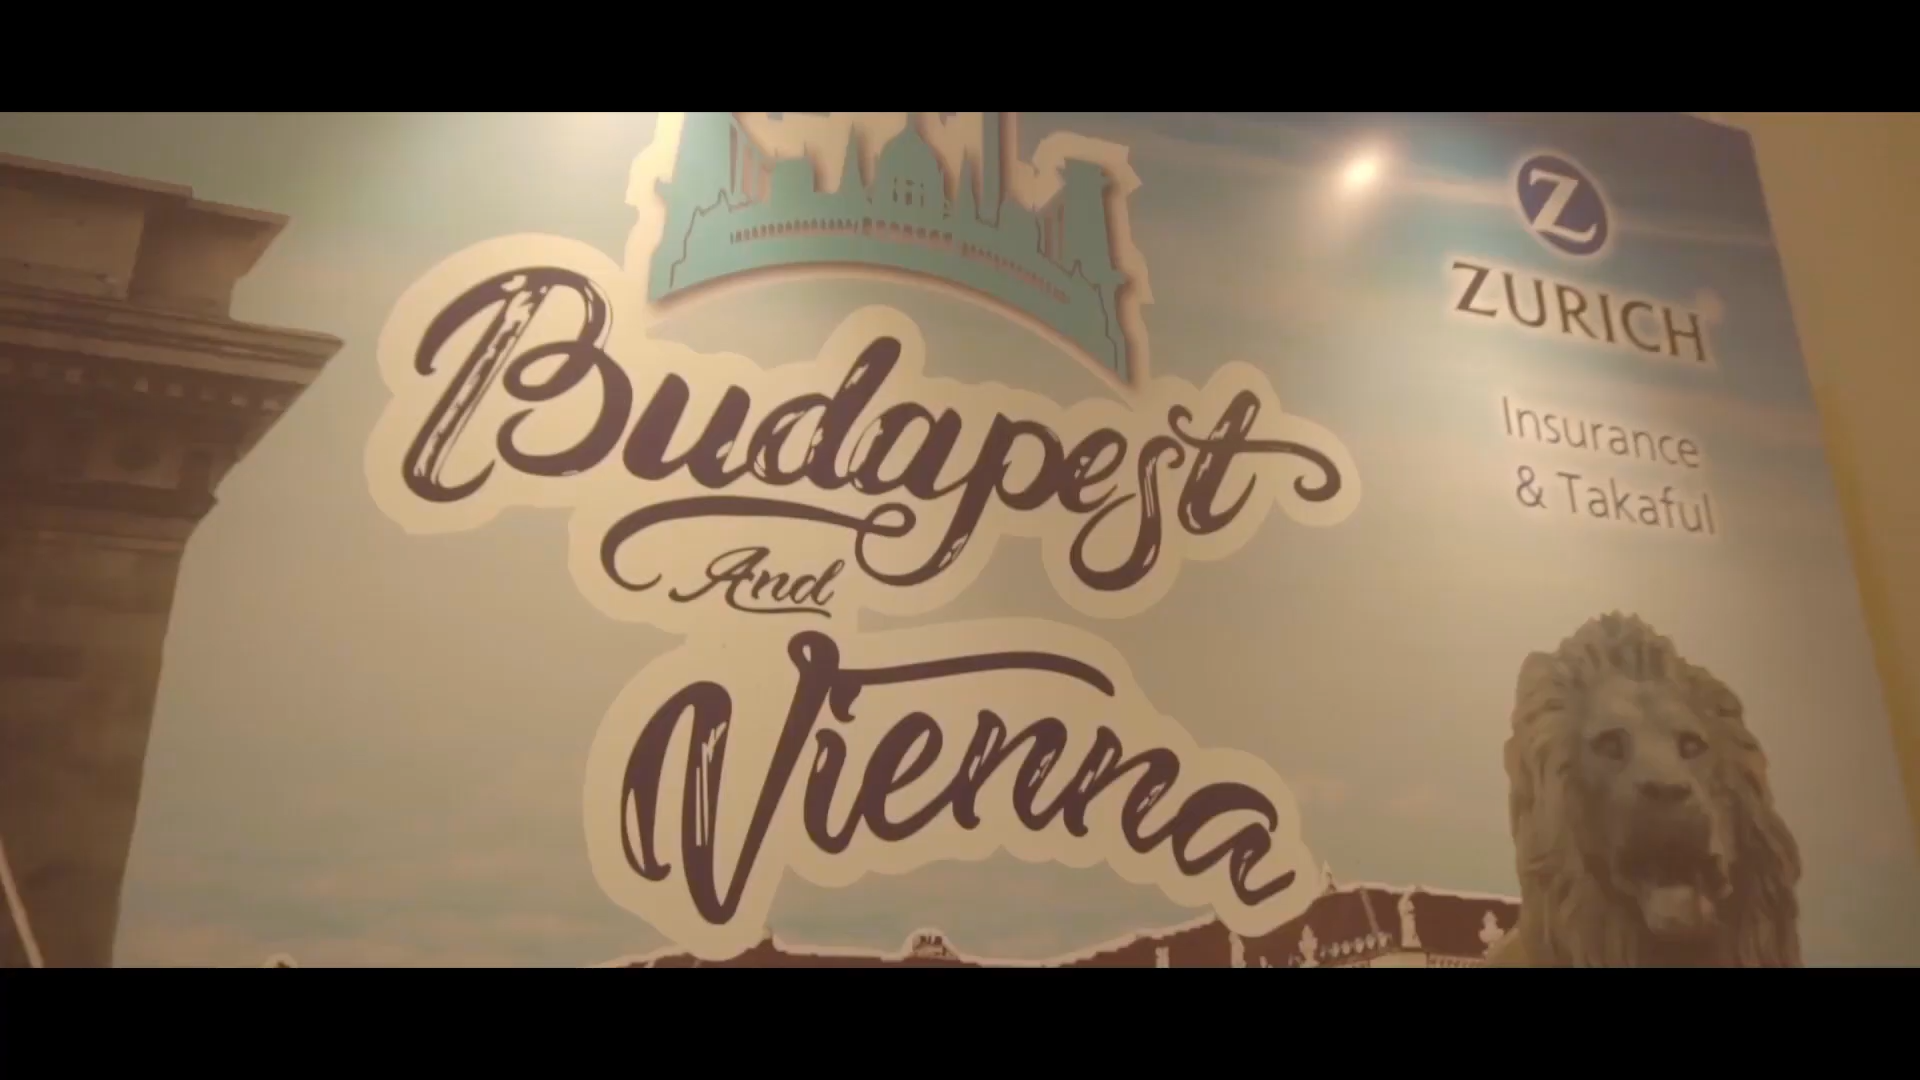 Budapest
And
Vienna
Z
ZURICH
Insurance
& Takaful